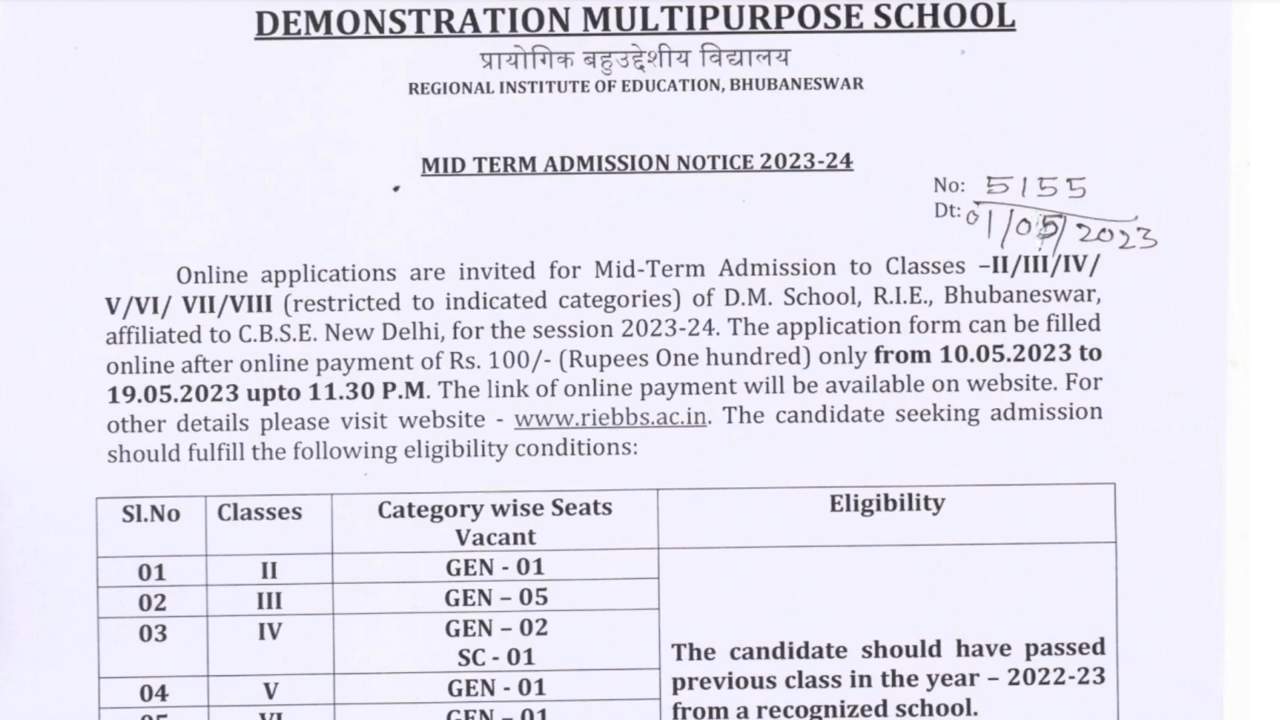 DEMONSTRATION MULTIPURPOSE SCHOOL
प्रायोगिक बहुउद्देशीय विद्यालय
REGIONAL INSTITUTE OF EDUCATION, BHUBANESWAR
MID TERM ADMISSION NOTICE 2023-24
No: 5155
Dt: 01/05/2023
Online applications are invited for Mid-Term Admission to Classes –II/III/IV/
V/VI/ VII/VIII (restricted to indicated categories) of D.M. School, R.I.E., Bhubaneswar,
affiliated to C.B.S.E. New Delhi, for the session 2023-24. The application form can be filled
online after online payment of Rs. 100/- (Rupees One hundred) only from 10.05.2023 to
19.05.2023 upto 11.30 P.M. The link of online payment will be available on website. For
other details please visit website - www.riebbs.ac.in. The candidate seeking admission
should fulfill the following eligibility conditions:
Sl.No Classes Category wise Seats Vacant Eligibility
01 II GEN - 01
02 III GEN – 05
03 IV GEN – 02
SC - 01
04 V GEN - 01
05 VI GEN - 01
The candidate should have passed
previous class in the year – 2022-23
from a recognized school.